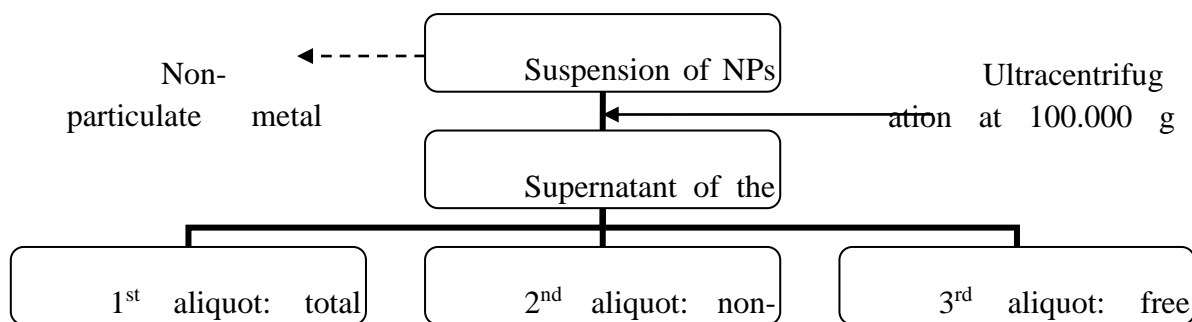 Suspension of NPs
Non-
particulate metal
Ultracentrifug
ation at 100.000 g
Supernatant of the
1st aliquot: total
2nd aliquot: non-
3rd aliquot: free